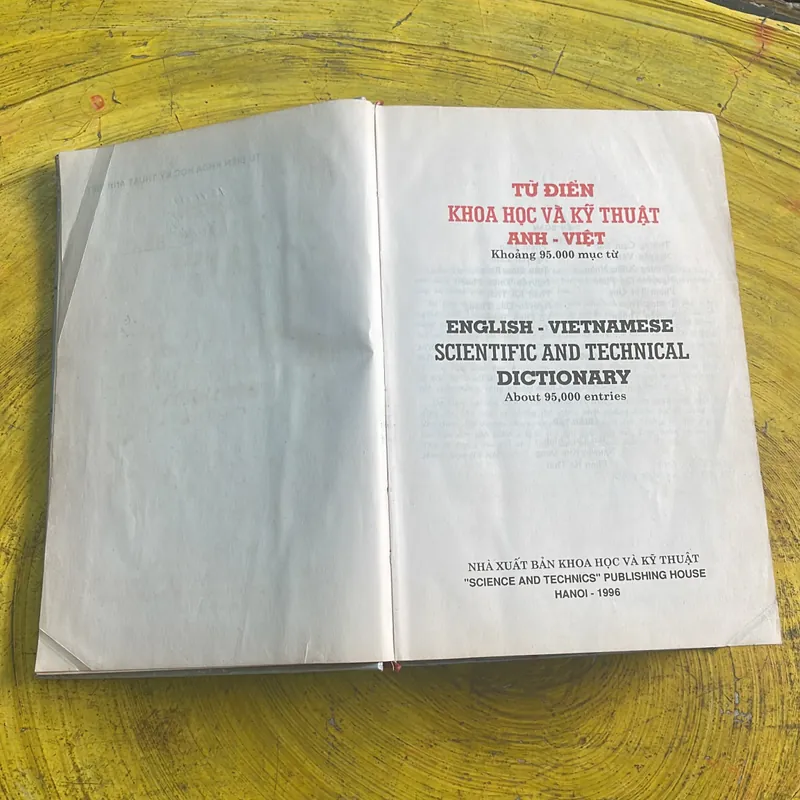 TỪ ĐIỂN
KHOA HỌC VÀ KỸ THUẬT
ANH - VIỆT
Khoảng 95.000 mục từ
ENGLISH - VIETNAMESE
SCIENTIFIC AND TECHNICAL
DICTIONARY
About 95,000 entries
NHÀ XUẤT BẢN KHOA HỌC VÀ KỸ THUẬT
"SCIENCE AND TECHNICS" PUBLISHING HOUSE
HANOI - 1996